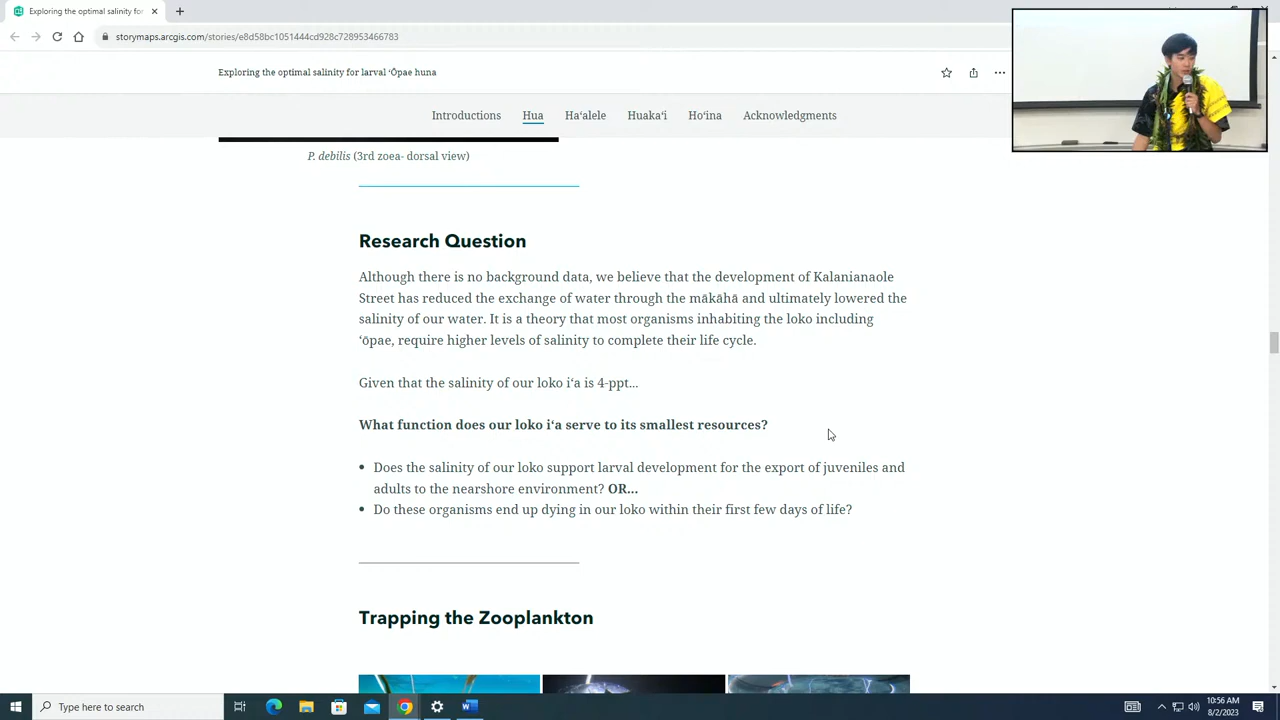 Exploring the optimal salinity for
storymaps.arcgis.com/stories/e8d58bc1051444cd928c728953466783
Exploring the optimal salinity for larval ʻŌpae huna
Introductions Hua Haʻalele Huakaʻi Hoʻina Acknowledgments
P. debilis (3rd zoea- dorsal view)
Research Question
Although there is no background data, we believe that the development of Kalanianaole
Street has reduced the exchange of water through the mākāhā and ultimately lowered the
salinity of our water. It is a theory that most organisms inhabiting the loko including
ʻōpae, require higher levels of salinity to complete their life cycle.
Given that the salinity of our loko iʻa is 4-ppt...
What function does our loko iʻa serve to its smallest resources?
• Does the salinity of our loko support larval development for the export of juveniles and
adults to the nearshore environment? OR...
• Do these organisms end up dying in our loko within their first few days of life?
Trapping the Zooplankton
Type here to search
10:56 AM
8/2/2023